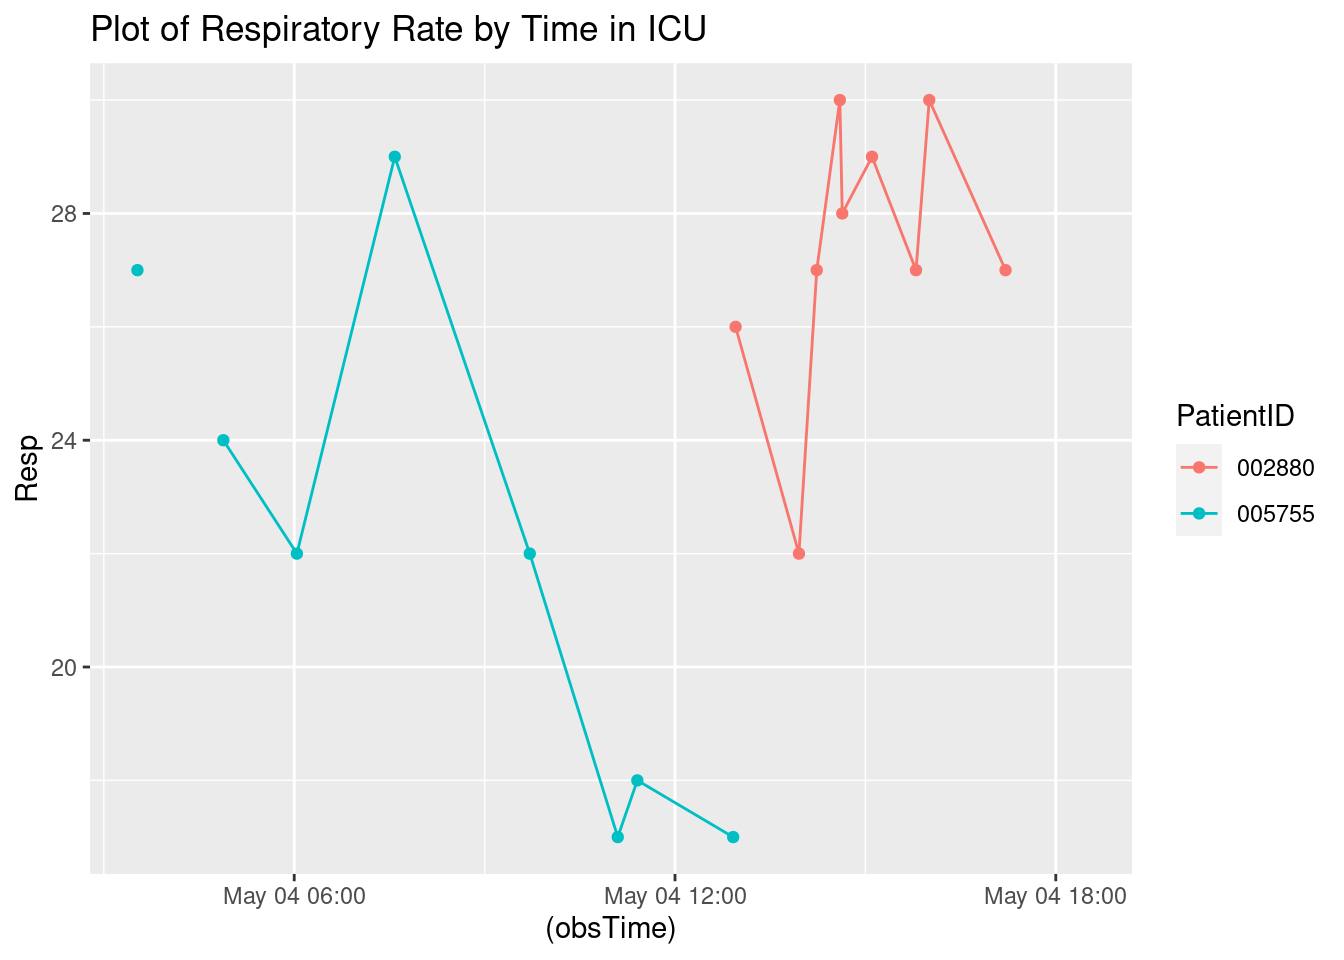 Plot of Respiratory Rate by Time in ICU
28
24
20
Resp
May 04 06:00
May 04 12:00
May 04 18:00
(obsTime)
PatientID
002880
005755